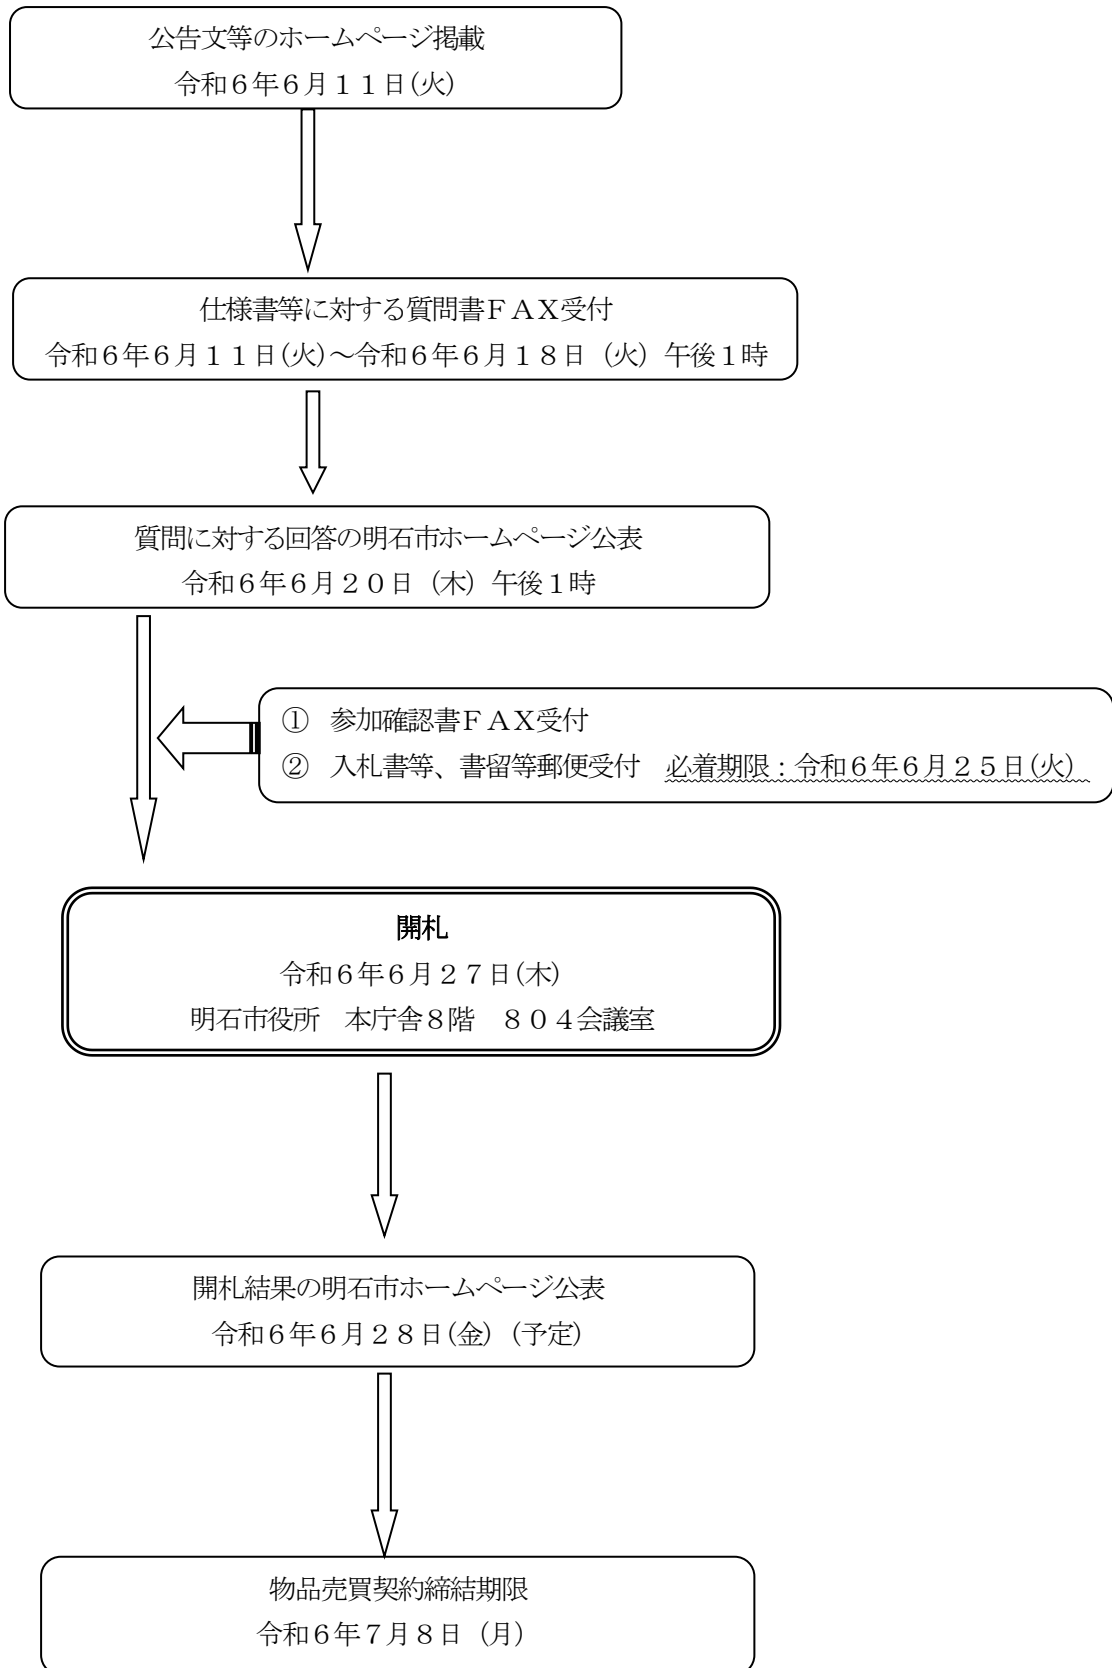 公告文等のホームページ掲載
令和６年６月１１日(火)
仕様書等に対する質問書ＦＡＸ受付
令和６年６月１１日(火)～令和６年６月１８日（火）午後１時
質問に対する回答の明石市ホームページ公表
令和６年６月２０日（木）午後１時
① 参加確認書ＦＡＸ受付
② 入札書等、書留等郵便受付　必着期限：令和６年６月２５日(火)
開札
令和６年６月２７日(木)
明石市役所　本庁舎８階　８０４会議室
開札結果の明石市ホームページ公表
令和６年６月２８日(金)（予定）
物品売買契約締結期限
令和６年７月８日（月）